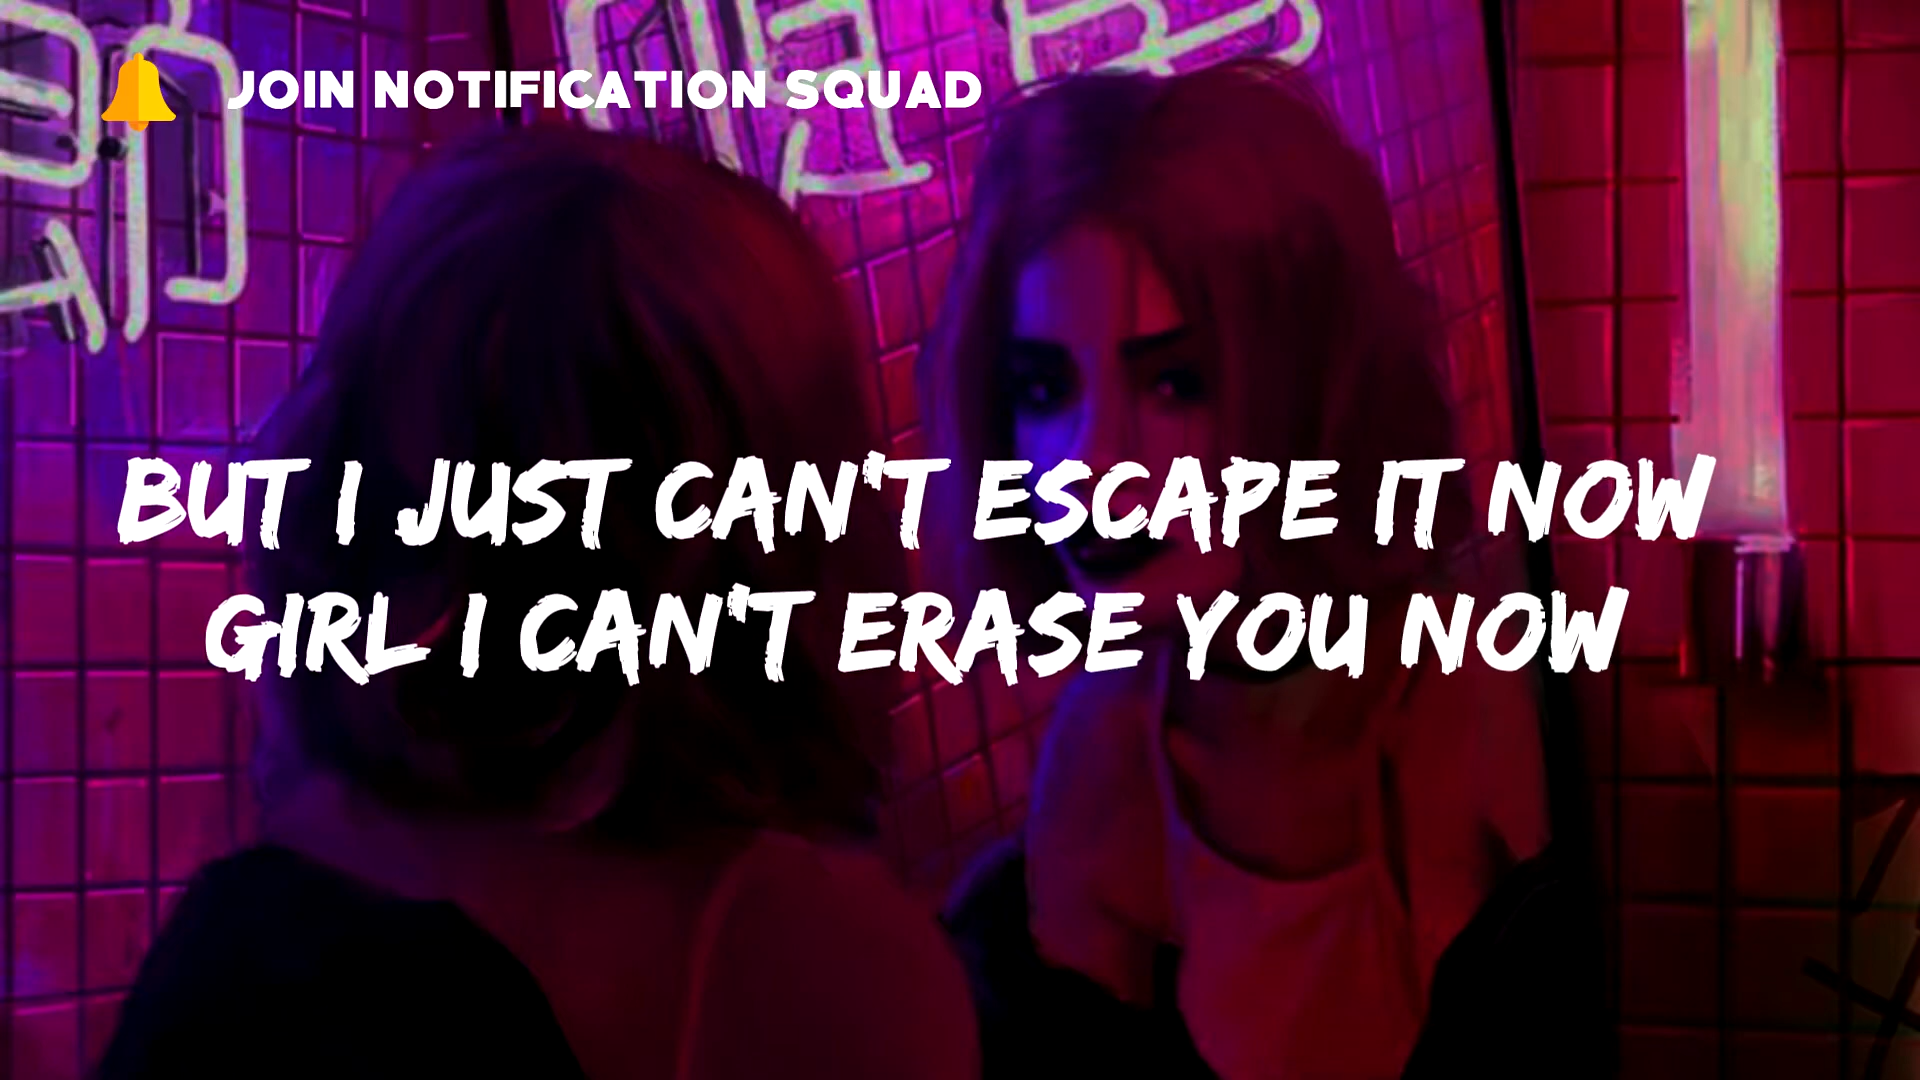 JOIN NOTIFICATION SQUAD
BUT I JUST CAN'T ESCAPE IT NOW
GIRL I CAN'T ERASE YOU NOW